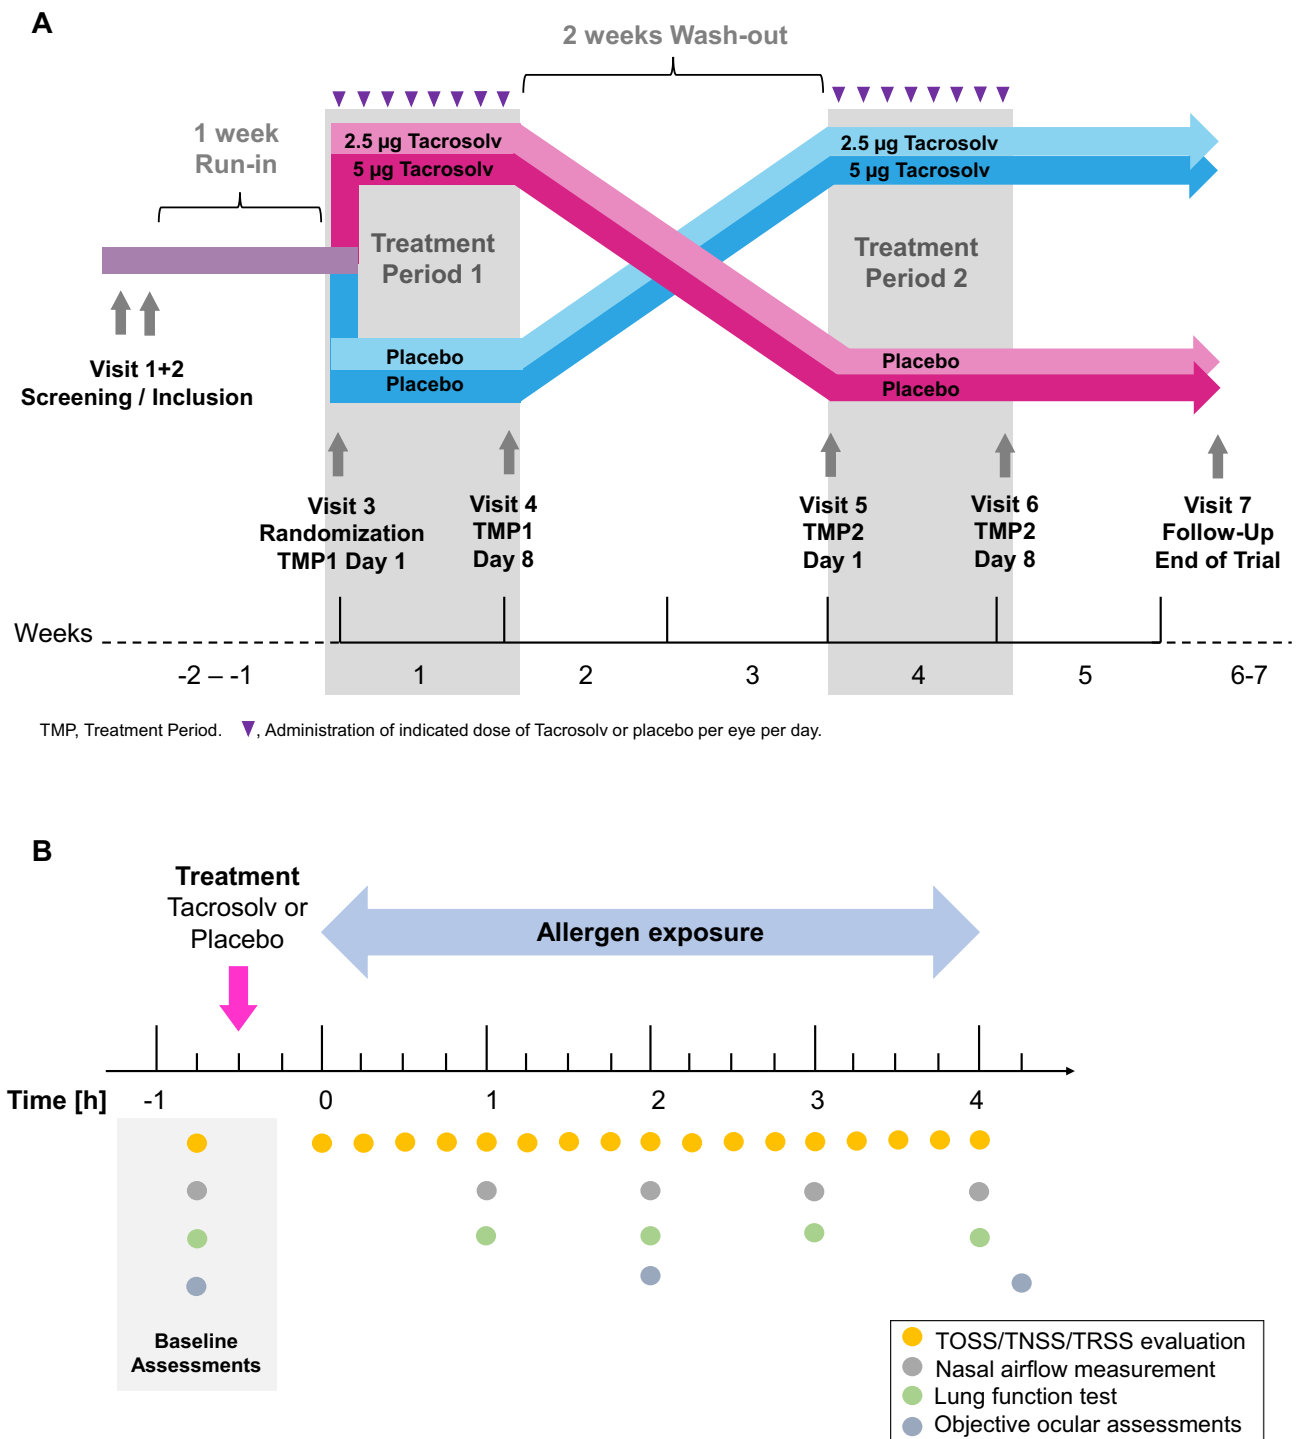 A
2 weeks Wash-out
1 week
Run-in
2.5 µg Tacrosolv
5 µg Tacrosolv
2.5 µg Tacrosolv
5 µg Tacrosolv
Treatment
Period 1
Treatment
Period 2
Placebo
Placebo
Placebo
Placebo
Visit 1+2
Screening / Inclusion
Visit 3
Randomization
TMP1 Day 1
Visit 4
TMP1
Day 8
Visit 5
TMP2
Day 1
Visit 6
TMP2
Day 8
Visit 7
Follow-Up
End of Trial
Weeks
-2 – -1 1 2 3 4 5 6-7
TMP, Treatment Period. ▼, Administration of indicated dose of Tacrosolv or placebo per eye per day.
B
Treatment
Tacrosolv or
Placebo
Allergen exposure
Time [h] -1 0 1 2 3 4
Baseline
Assessments
TOSS/TNSS/TRSS evaluation
Nasal airflow measurement
Lung function test
Objective ocular assessments